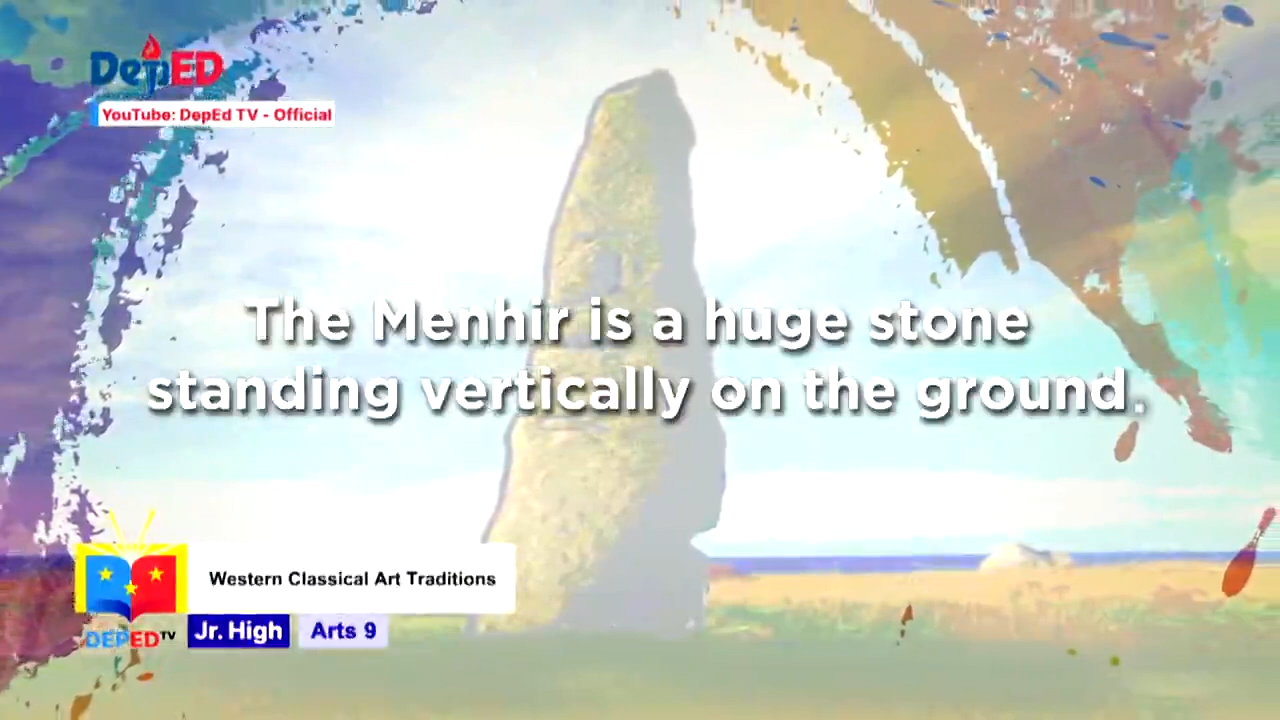 DepED
YouTube: DepEd TV - Official
The Menhir is a huge stone
standing vertically on the ground.
Western Classical Art Traditions
DEPED TV
Jr. High
Arts 9